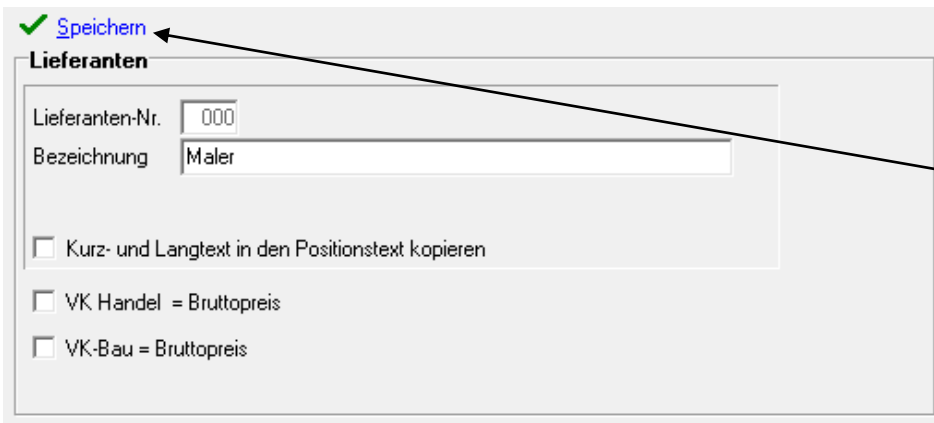 Speichern
Lieferanten
Lieferanten-Nr. 000
Bezeichnung Maler
Kurz- und Langtext in den Positionstext kopieren
VK Handel = Bruttopreis
VK-Bau = Bruttopreis